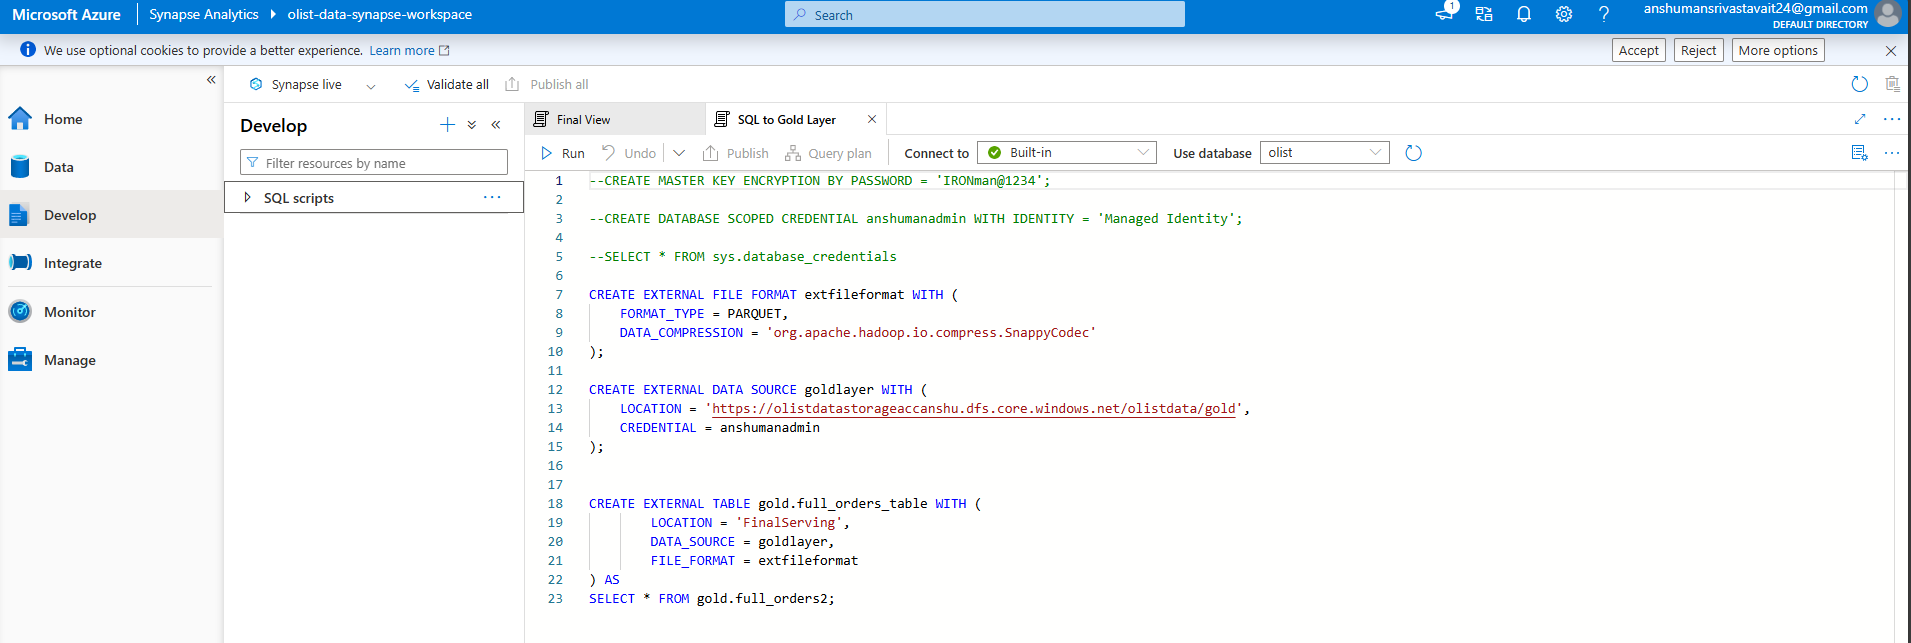 Microsoft Azure Synapse Analytics olist-data-synapse-workspace Search 1 anshumansrivastavait24@gmail.com
DEFAULT DIRECTORY
We use optional cookies to provide a better experience. Learn more Accept Reject More options
Synapse live Validate all Publish all
Home
Data
Develop
Integrate
Monitor
Manage
Develop
Filter resources by name
SQL scripts
Final View SQL to Gold Layer
Run Undo Publish Query plan Connect to Built-in Use database olist
1 --CREATE MASTER KEY ENCRYPTION BY PASSWORD = 'IRONman@1234';
2
3 --CREATE DATABASE SCOPED CREDENTIAL anshumanadmin WITH IDENTITY = 'Managed Identity';
4
5 --SELECT * FROM sys.database_credentials
6
7 CREATE EXTERNAL FILE FORMAT extfileformat WITH (
8 FORMAT_TYPE = PARQUET,
9 DATA_COMPRESSION = 'org.apache.hadoop.io.compress.SnappyCodec'
10 );
11
12 CREATE EXTERNAL DATA SOURCE goldlayer WITH (
13 LOCATION = 'https://olistdatastorageaccanshu.dfs.core.windows.net/olistdata/gold',
14 CREDENTIAL = anshumanadmin
15 );
16
17
18 CREATE EXTERNAL TABLE gold.full_orders_table WITH (
19 LOCATION = 'FinalServing',
20 DATA_SOURCE = goldlayer,
21 FILE_FORMAT = extfileformat
22 ) AS
23 SELECT * FROM gold.full_orders2;